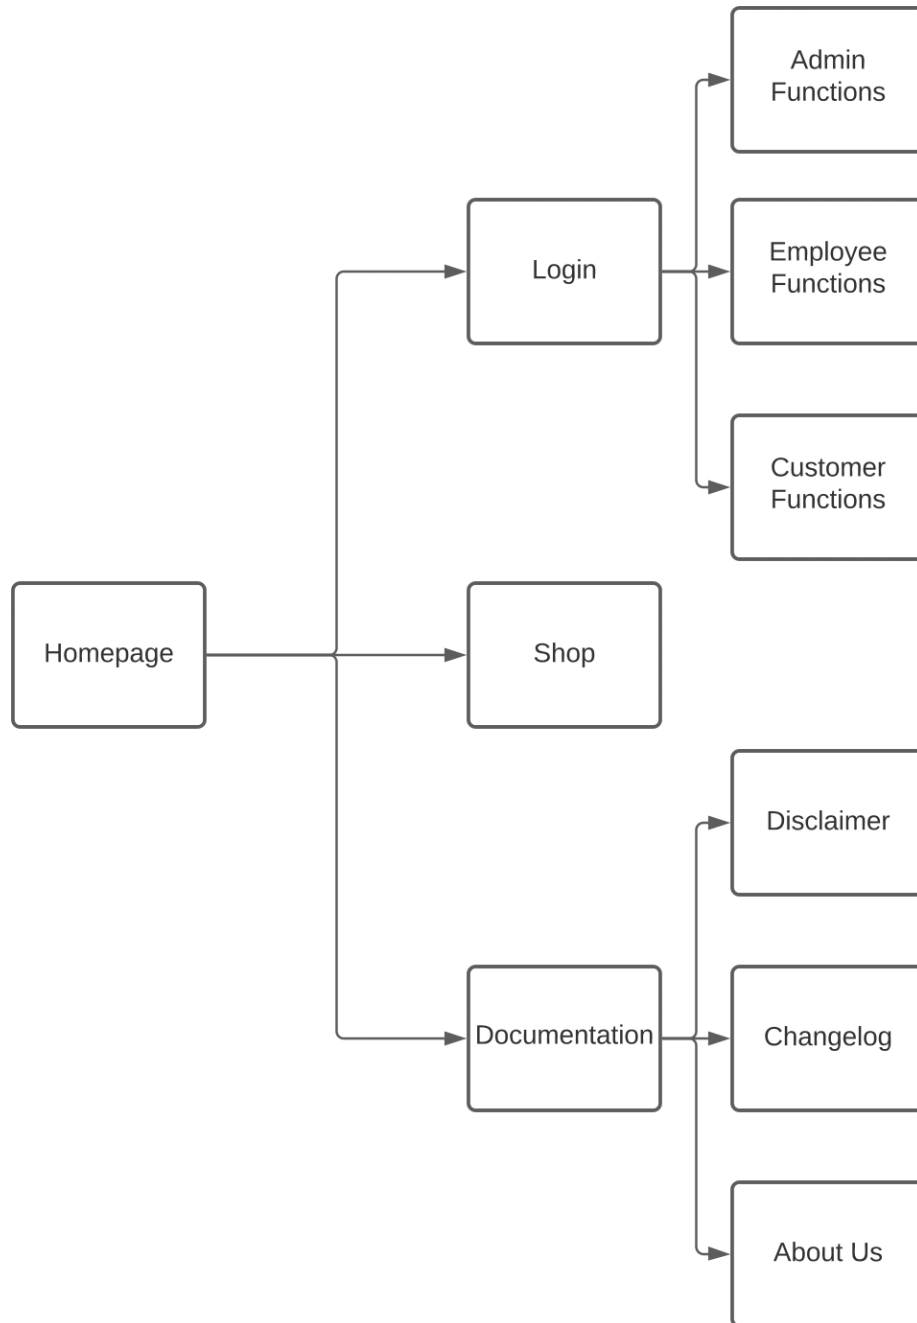 Admin
Functions
Login
Employee
Functions
Customer
Functions
Homepage
Shop
Disclaimer
Documentation
Changelog
About Us